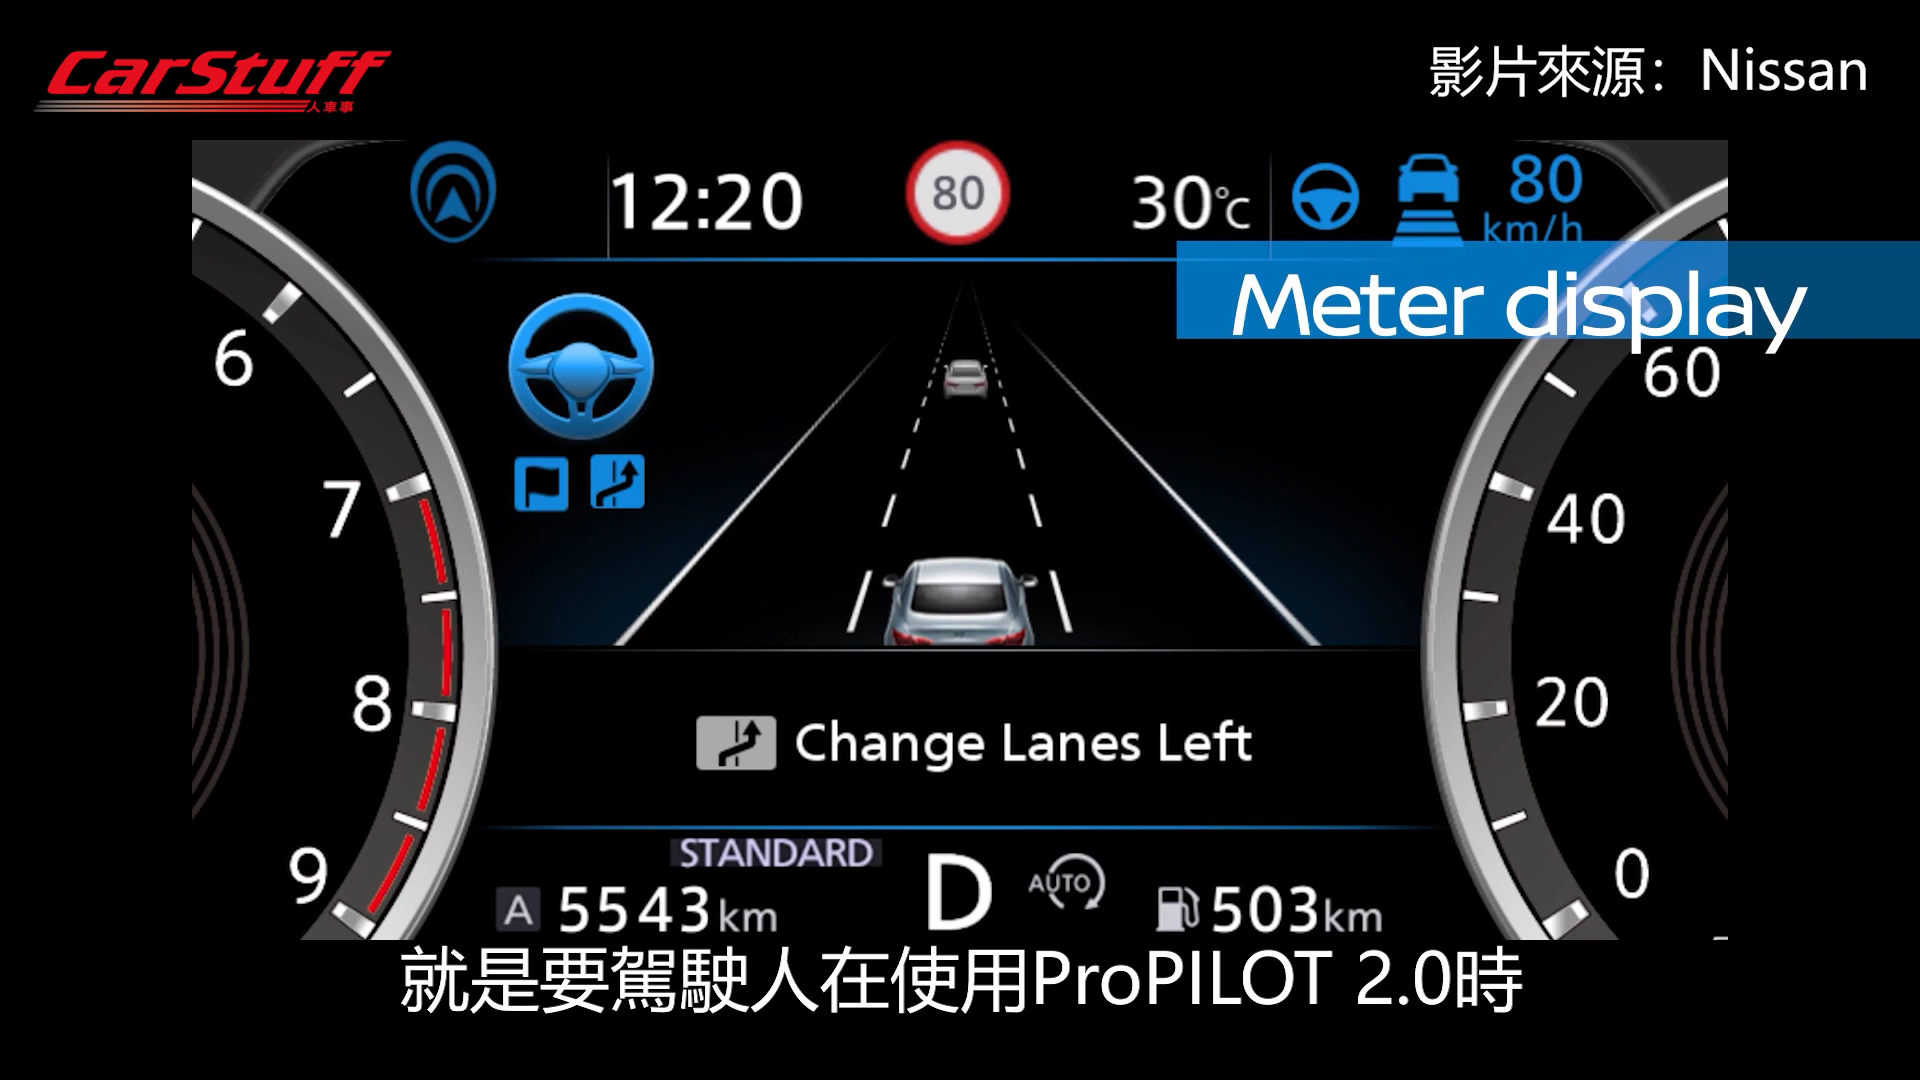 CarStuff
人車事
影片來源：Nissan
12:20
80
30℃
80
km/h
Meter display
6
7
8
9
60
40
20
0
Change Lanes Left
STANDARD
A 5543km
D
AUTO
503km
就是要駕駛人在使用ProPILOT 2.0時